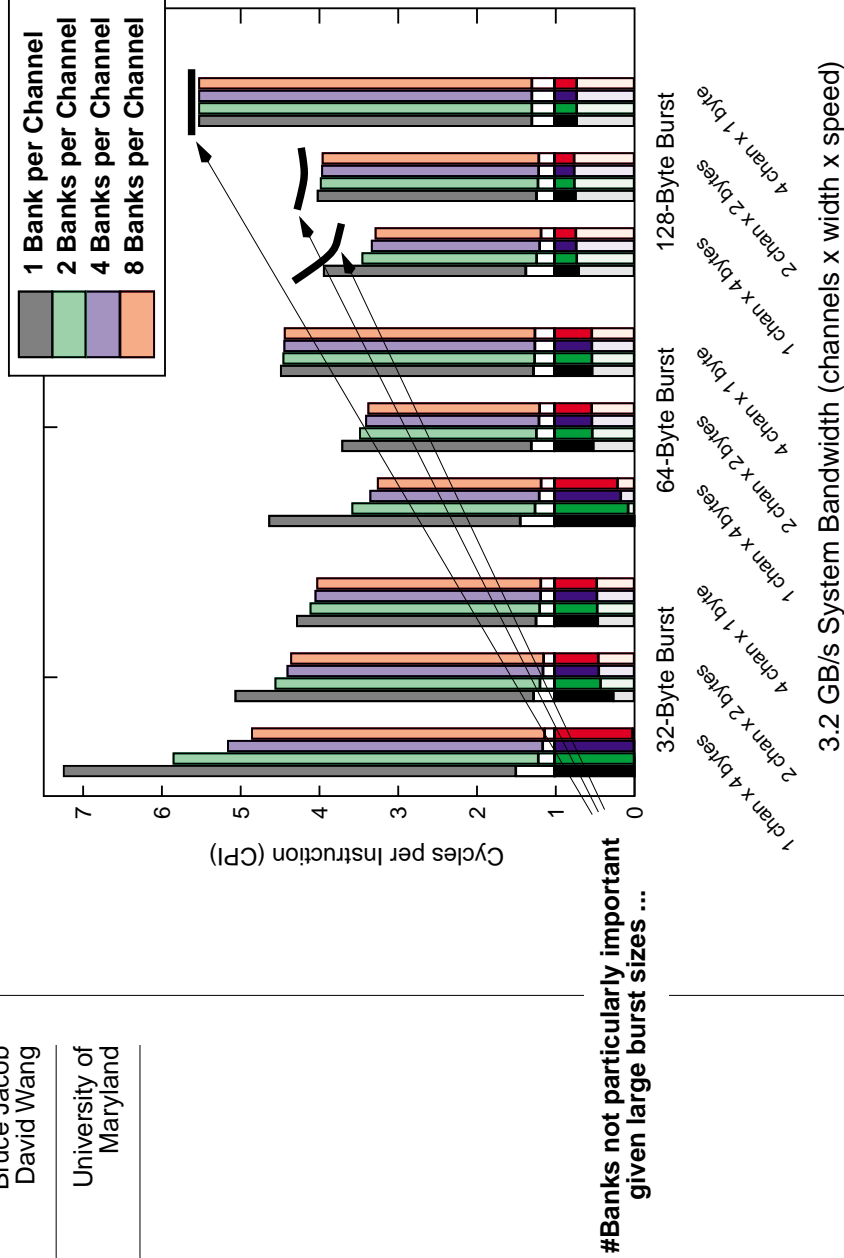 Bruce Jacob
David Wang
University of
Maryland
1 Bank per Channel
2 Banks per Channel
4 Banks per Channel
8 Banks per Channel
Cycles per Instruction (CPI)
7
6
5
4
3
2
1
0
32-Byte Burst
64-Byte Burst
128-Byte Burst
1 chan x 4 bytes
2 chan x 2 bytes
4 chan x 1 byte
1 chan x 4 bytes
2 chan x 2 bytes
4 chan x 1 byte
1 chan x 4 bytes
2 chan x 2 bytes
4 chan x 1 byte
3.2 GB/s System Bandwidth (channels x width x speed)
#Banks not particularly important
given large burst sizes ...